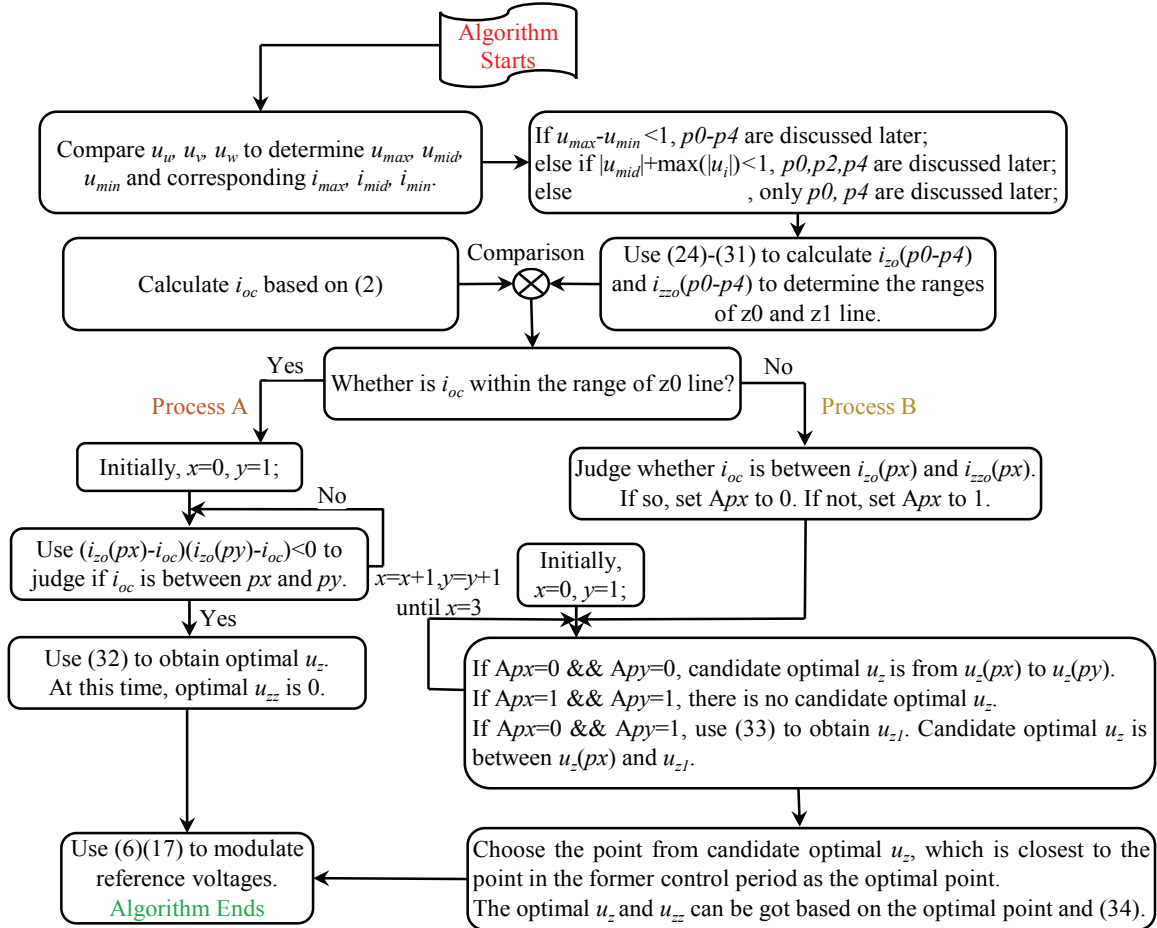 Algorithm
Starts
Compare u_u, u_v, u_w to determine u_max, u_mid,
u_min and corresponding i_max, i_mid, i_min.
If u_max-u_min<1, p0-p4 are discussed later;
else if |u_mid|+max(|u_i|)<1, p0,p2,p4 are discussed later;
else , only p0, p4 are discussed later;
Calculate i_oc based on (2)
Comparison
Use (24)-(31) to calculate i_zo(p0-p4)
and i_zzo(p0-p4) to determine the ranges
of z0 and z1 line.
Yes
Whether is i_oc within the range of z0 line?
No
Process A
Process B
Initially, x=0, y=1;
No
Use (i_zo(px)-i_oc)(i_zo(py)-i_oc)<0 to
judge if i_oc is between px and py.
Yes
Use (32) to obtain optimal u_z.
At this time, optimal u_zz is 0.
Judge whether i_oc is between i_zo(px) and i_zzo(px).
If so, set Apx to 0. If not, set Apx to 1.
x=x+1,y=y+1
until x=3
Initially,
x=0, y=1;
If Apx=0 && Apy=0, candidate optimal u_z is from u_z(px) to u_z(py).
If Apx=1 && Apy=1, there is no candidate optimal u_z.
If Apx=0 && Apy=1, use (33) to obtain u_z1. Candidate optimal u_z is
between u_z(px) and u_z1.
Choose the point from candidate optimal u_z, which is closest to the
point in the former control period as the optimal point.
The optimal u_z and u_zz can be got based on the optimal point and (34).
Use (6)(17) to modulate
reference voltages.
Algorithm Ends